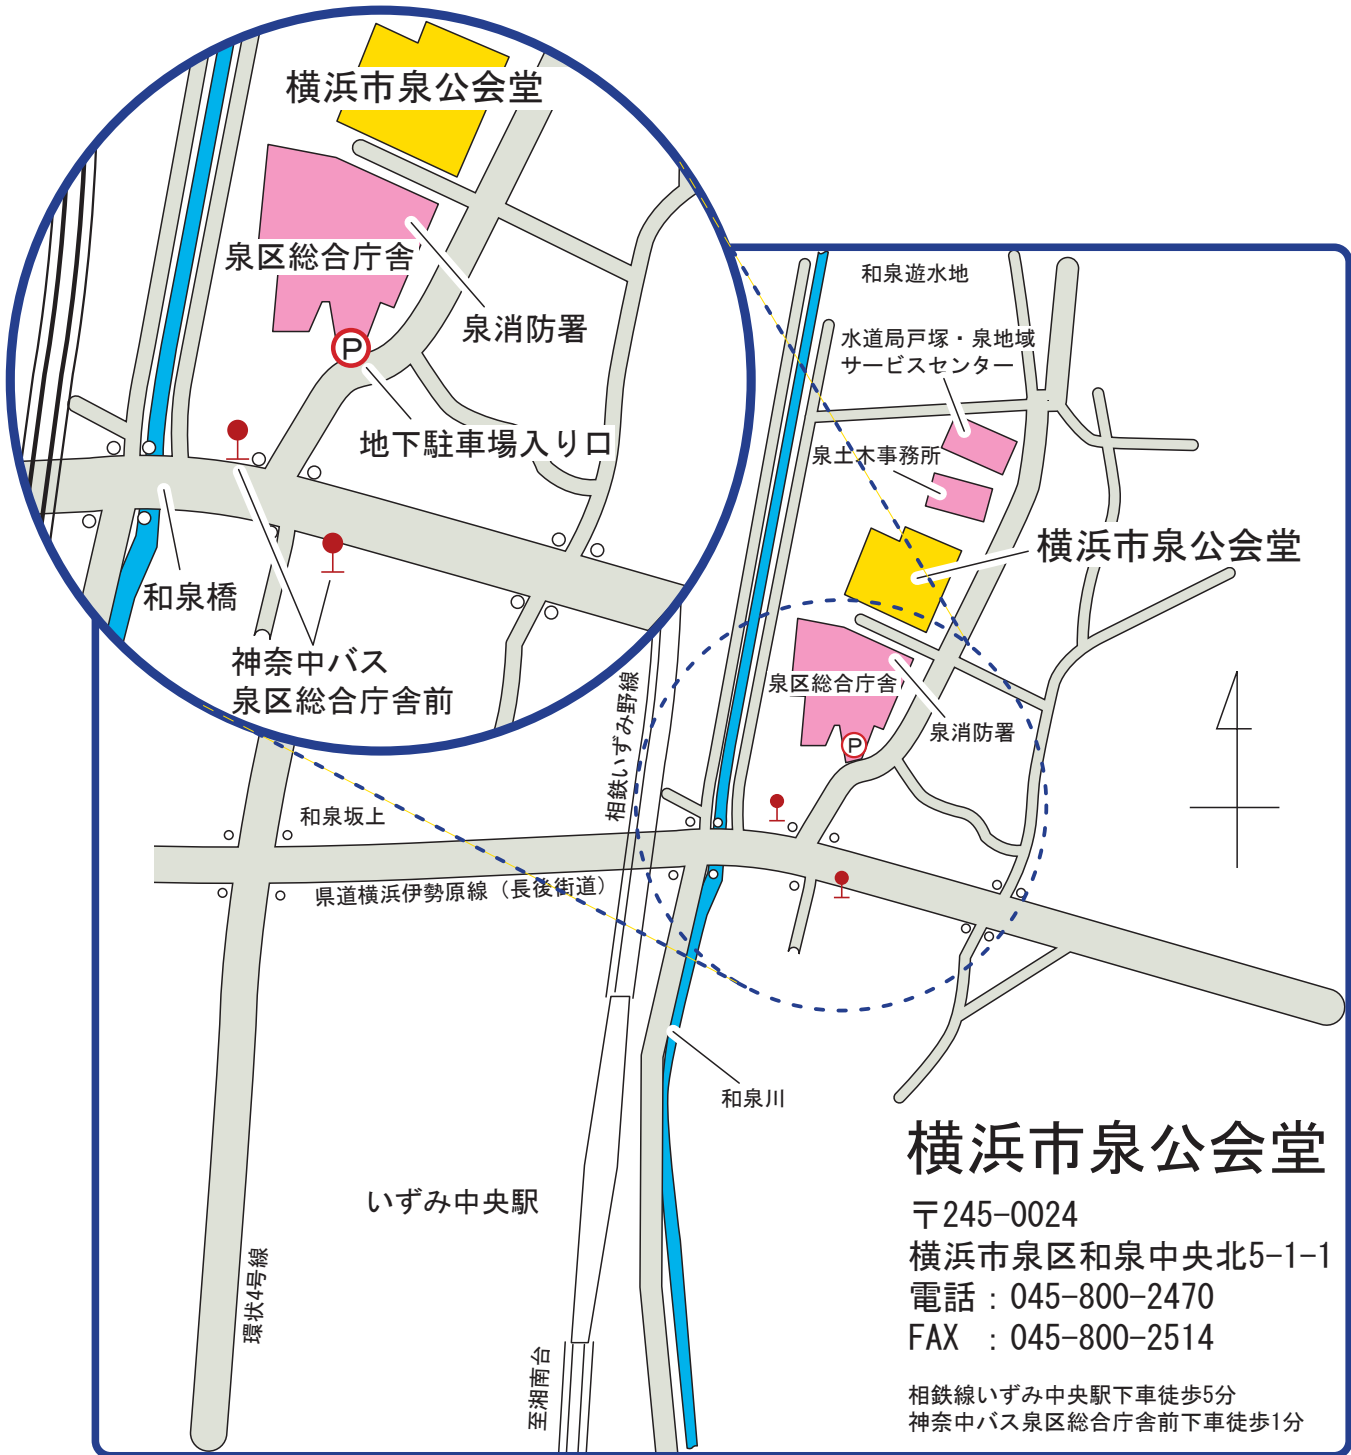 横浜市泉公会堂
泉区総合庁舎
泉消防署
P
地下駐車場入り口
和泉橋
神奈中バス
泉区総合庁舎前
和泉遊水地
水道局戸塚・泉地域
サービスセンター
泉土木事務所
横浜市泉公会堂
泉区総合庁舎
泉消防署
P
相鉄いずみ野線
和泉坂上
県道横浜伊勢原線（長後街道）
和泉川
いずみ中央駅
環状4号線
至湘南台
横浜市泉公会堂
〒245-0024
横浜市泉区和泉中央北5-1-1
電話：045-800-2470
FAX ：045-800-2514
相鉄線いずみ中央駅下車徒歩5分
神奈中バス泉区総合庁舎前下車徒歩1分